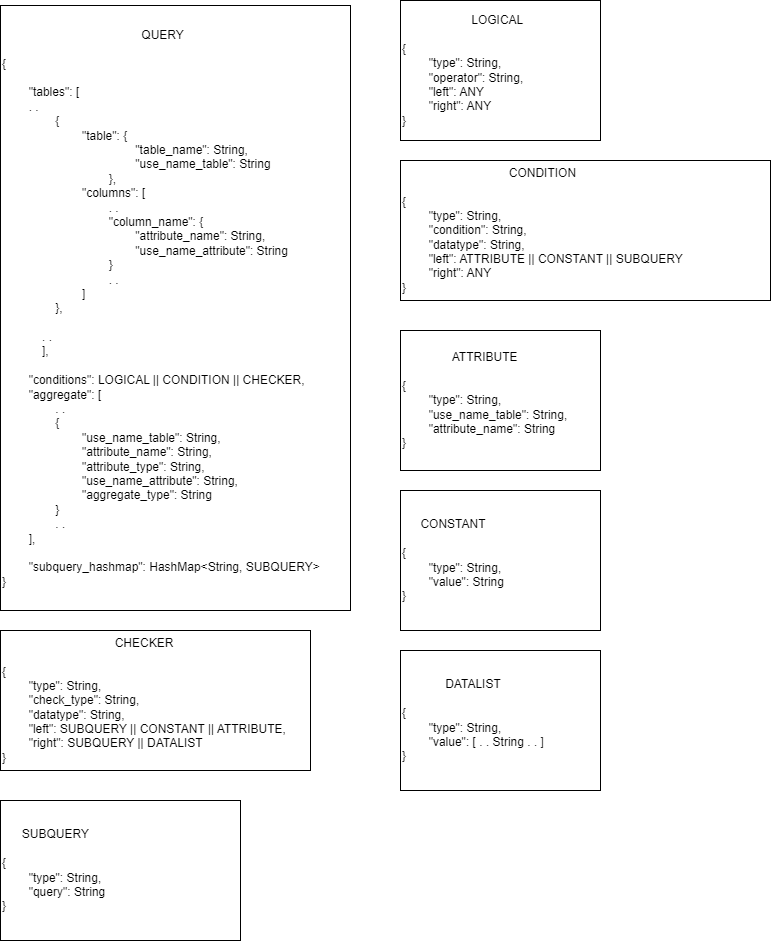 QUERY
{
"tables": [
. .
{
"table": {
"table_name": String,
"use_name_table": String
},
"columns": [
. .
"column_name": {
"attribute_name": String,
"use_name_attribute": String
}
. .
]
},
. .
],
"conditions": LOGICAL || CONDITION || CHECKER,
"aggregate": [
. .
{
"use_name_table": String,
"attribute_name": String,
"attribute_type": String,
"use_name_attribute": String,
"aggregate_type": String
}
. .
],
"subquery_hashmap": HashMap<String, SUBQUERY>
}
CHECKER
{
"type": String,
"check_type": String,
"datatype": String,
"left": SUBQUERY || CONSTANT || ATTRIBUTE,
"right": SUBQUERY || DATALIST
}
SUBQUERY
{
"type": String,
"query": String
}
LOGICAL
{
"type": String,
"operator": String,
"left": ANY
"right": ANY
}
CONDITION
{
"type": String,
"condition": String,
"datatype": String,
"left": ATTRIBUTE || CONSTANT || SUBQUERY
"right": ANY
}
ATTRIBUTE
{
"type": String,
"use_name_table": String,
"attribute_name": String
}
CONSTANT
{
"type": String,
"value": String
}
DATALIST
{
"type": String,
"value": [ . . String . . ]
}